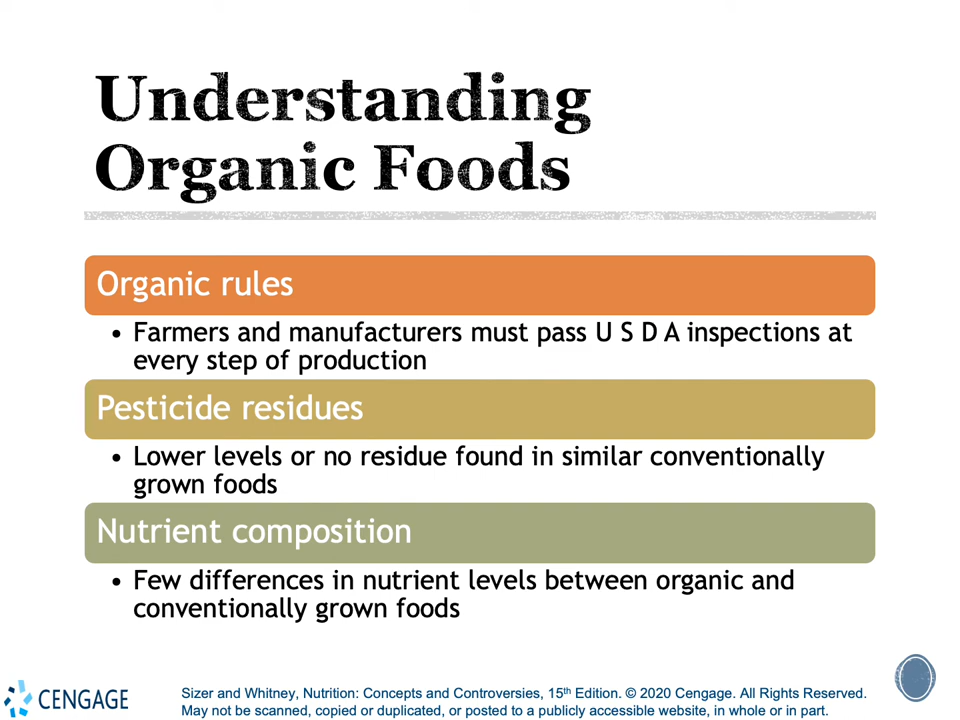 Understanding
Organic Foods
Organic rules
• Farmers and manufacturers must pass U S D A inspections at
every step of production
Pesticide residues
• Lower levels or no residue found in similar conventionally
grown foods
Nutrient composition
• Few differences in nutrient levels between organic and
conventionally grown foods
CENGAGE
Sizer and Whitney, Nutrition: Concepts and Controversies, 15th Edition. © 2020 Cengage. All Rights Reserved.
May not be scanned, copied or duplicated, or posted to a publicly accessible website, in whole or in part.